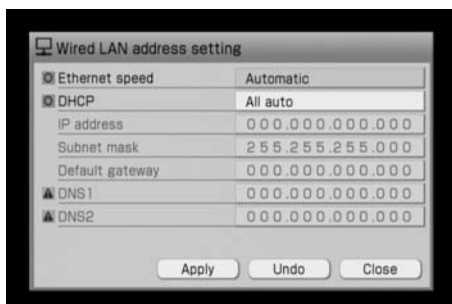 Wired LAN address setting
Ethernet speed Automatic
DHCP All auto
IP address 000.000.000.000
Subnet mask 255.255.255.000
Default gateway 000.000.000.000
DNS1 000.000.000.000
DNS2 000.000.000.000
Apply Undo Close